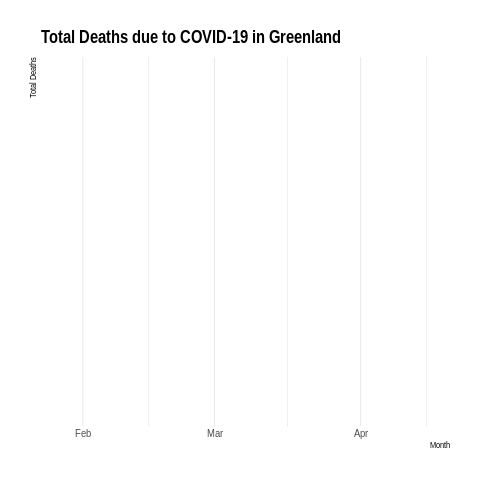 Total Deaths due to COVID-19 in Greenland
Total Deaths
Feb Mar Apr
Month